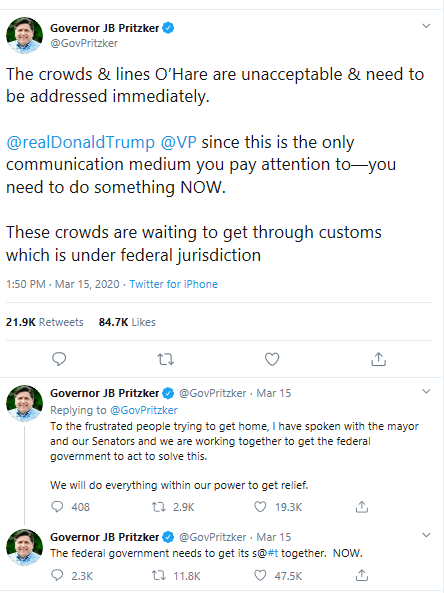 Governor JB Pritzker
@GovPritzker
The crowds & lines O'Hare are unacceptable & need to
be addressed immediately.
@realDonaldTrump @VP since this is the only
communication medium you pay attention to—you
need to do something NOW.
These crowds are waiting to get through customs
which is under federal jurisdiction
1:50 PM · Mar 15, 2020 · Twitter for iPhone
21.9K Retweets 84.7K Likes
Governor JB Pritzker @GovPritzker · Mar 15
Replying to @GovPritzker
To the frustrated people trying to get home, I have spoken with the mayor
and our Senators and we are working together to get the federal
government to act to solve this.
We will do everything within our power to get relief.
408 2.9K 19.3K
Governor JB Pritzker @GovPritzker · Mar 15
The federal government needs to get its s@#t together. NOW.
2.3K 11.8K 47.5K